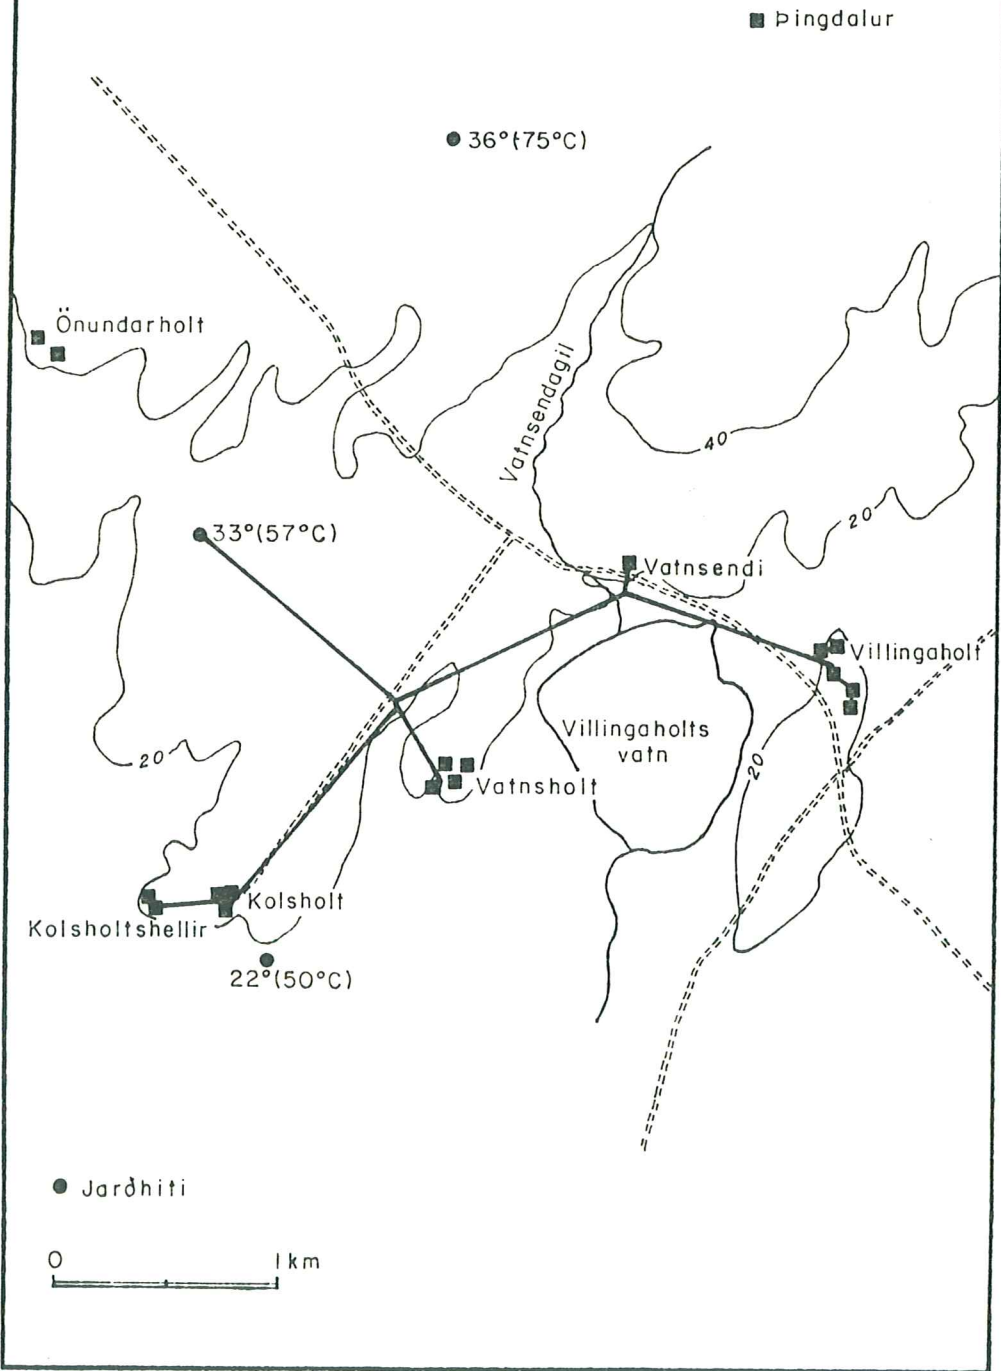 Þingdalur
36°(75°C)
Önundarholt
Vatnsendagil
40
20
33°(57°C)
Vatnsendi
Villingaholt
Villingaholts
vatn
20
20
Vatnsholt
Kolsholt
Kolsholtshellir
22°(50°C)
Jarðhiti
0 1 km